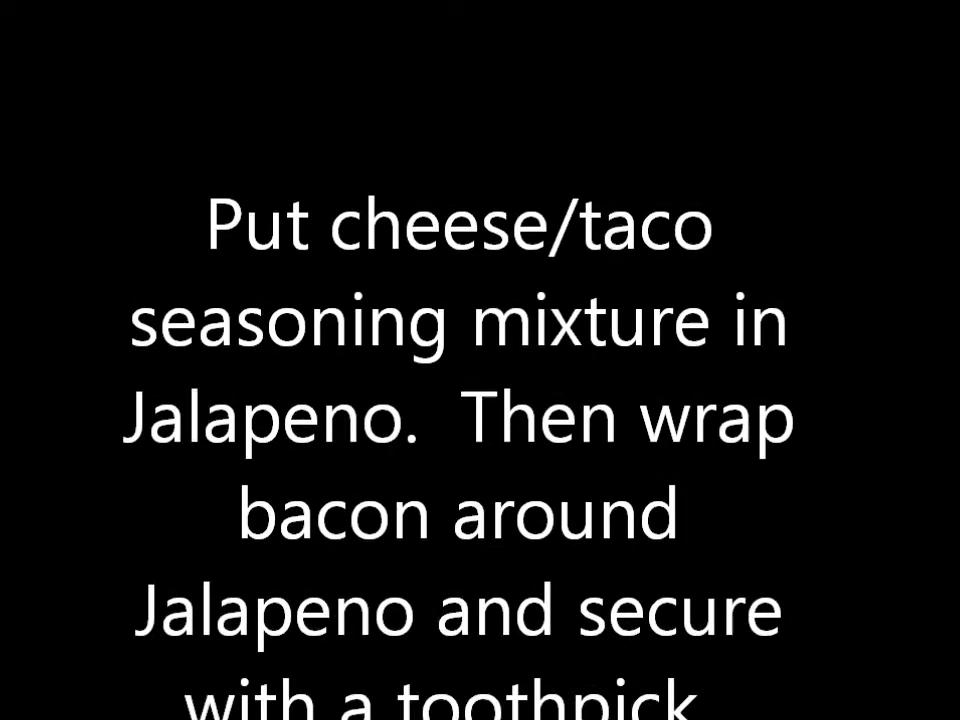 Put cheese/taco
seasoning mixture in
Jalapeno.  Then wrap
bacon around
Jalapeno and secure
with a toothpick